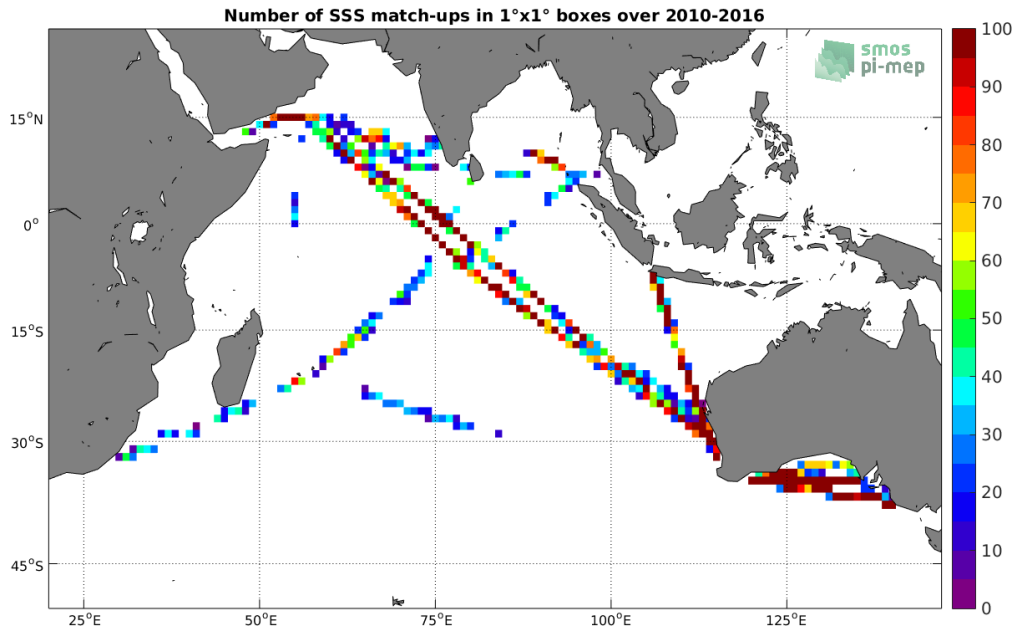 Number of SSS match-ups in 1°x1° boxes over 2010-2016
smos
pi-mep
15°N
0°
15°S
30°S
45°S
25°E
50°E
75°E
100°E
125°E
100
90
80
70
60
50
40
30
20
10
0